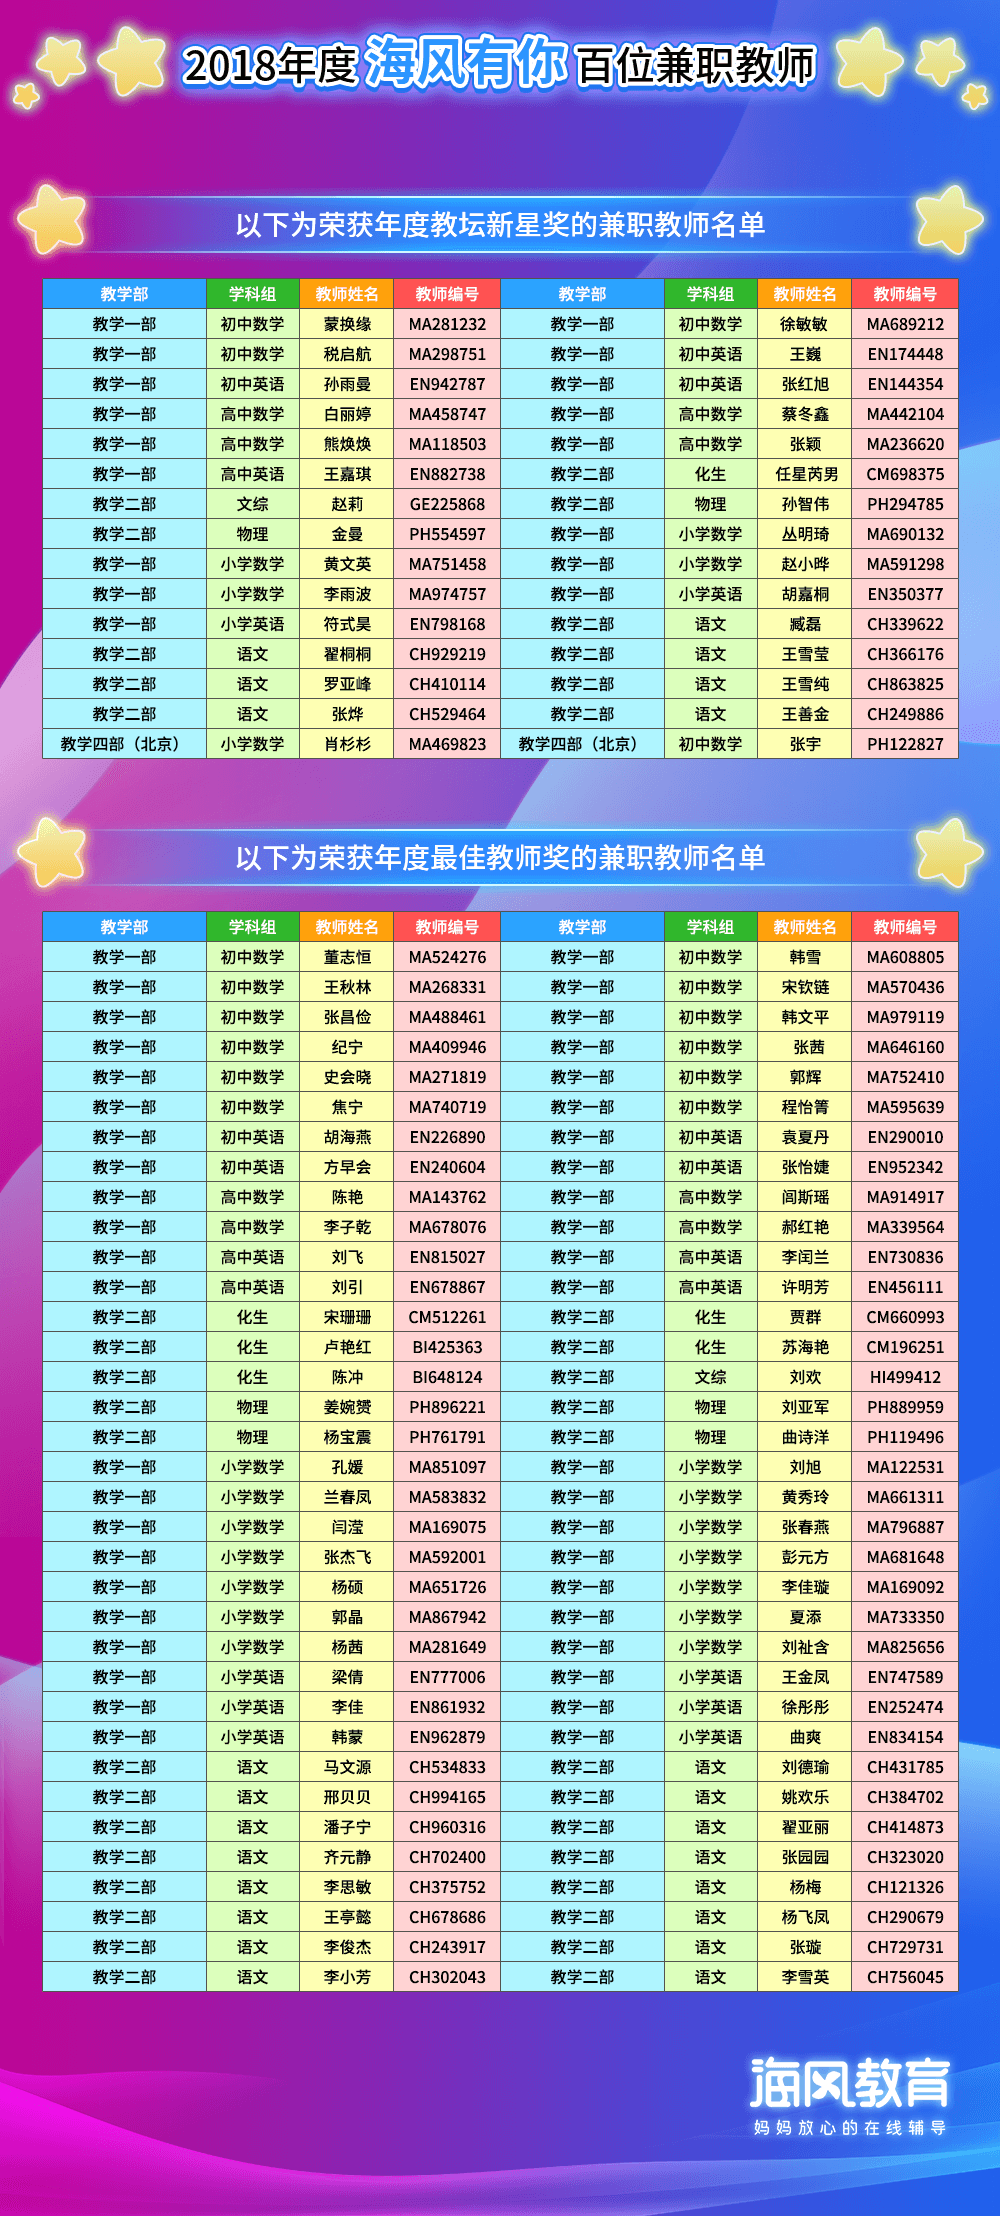 2018年度 海风有你 百位兼职教师
以下为荣获年度教坛新星奖的兼职教师名单
教学部 学科组 教师姓名 教师编号 教学部 学科组 教师姓名 教师编号
教学一部 初中数学 蒙换缘 MA281232 教学一部 初中数学 徐敏敏 MA689212
教学一部 初中数学 税启航 MA298751 教学一部 初中英语 王巍 EN174448
教学一部 初中英语 孙雨曼 EN942787 教学一部 初中英语 张红旭 EN144354
教学一部 高中数学 白丽婷 MA458747 教学一部 高中数学 蔡冬鑫 MA442104
教学一部 高中数学 熊焕焕 MA118503 教学一部 高中数学 张颖 MA236620
教学一部 高中英语 王嘉琪 EN882738 教学二部 化生 任星芮男 CM698375
教学二部 文综 赵莉 GE225868 教学二部 物理 孙智伟 PH294785
教学二部 物理 金曼 PH554597 教学一部 小学数学 丛明琦 MA690132
教学一部 小学数学 黄文英 MA751458 教学一部 小学数学 赵小晔 MA591298
教学一部 小学数学 李雨波 MA974757 教学一部 小学英语 胡嘉桐 EN350377
教学一部 小学英语 符式昊 EN798168 教学二部 语文 臧磊 CH339622
教学二部 语文 翟桐桐 CH929219 教学二部 语文 王雪莹 CH366176
教学二部 语文 罗亚峰 CH410114 教学二部 语文 王雪纯 CH863825
教学二部 语文 张烨 CH529464 教学二部 语文 王善金 CH249886
教学四部（北京） 小学数学 肖杉杉 MA469823 教学四部（北京） 初中数学 张宇 PH122827
以下为荣获年度最佳教师奖的兼职教师名单
教学部 学科组 教师姓名 教师编号 教学部 学科组 教师姓名 教师编号
教学一部 初中数学 董志恒 MA524276 教学一部 初中数学 韩雪 MA608805
教学一部 初中数学 王秋林 MA268331 教学一部 初中数学 宋钦链 MA570436
教学一部 初中数学 张昌俭 MA488461 教学一部 初中数学 韩文平 MA979119
教学一部 初中数学 纪宁 MA409946 教学一部 初中数学 张茜 MA646160
教学一部 初中数学 史会晓 MA271819 教学一部 初中数学 郭辉 MA752410
教学一部 初中数学 焦宁 MA740719 教学一部 初中数学 程怡箐 MA595639
教学一部 初中英语 胡海燕 EN226890 教学一部 初中英语 袁夏丹 EN290010
教学一部 初中英语 方早会 EN240604 教学一部 初中英语 张怡婕 EN952342
教学一部 高中数学 陈艳 MA143762 教学一部 高中数学 闾斯瑶 MA914917
教学一部 高中数学 李子乾 MA678076 教学一部 高中数学 郝红艳 MA339564
教学一部 高中英语 刘飞 EN815027 教学一部 高中英语 李闰兰 EN730836
教学一部 高中英语 刘引 EN678867 教学一部 高中英语 许明芳 EN456111
教学二部 化生 宋珊珊 CM512261 教学二部 化生 贾群 CM660993
教学二部 化生 卢艳红 BI425363 教学二部 化生 苏海艳 CM196251
教学二部 化生 陈冲 BI648124 教学二部 文综 刘欢 HI499412
教学二部 物理 姜婉赟 PH896221 教学二部 物理 刘亚军 PH889959
教学二部 物理 杨宝震 PH761791 教学二部 物理 曲诗洋 PH119496
教学一部 小学数学 孔媛 MA851097 教学一部 小学数学 刘旭 MA122531
教学一部 小学数学 兰春凤 MA583832 教学一部 小学数学 黄秀玲 MA661311
教学一部 小学数学 闫滢 MA169075 教学一部 小学数学 张春燕 MA796887
教学一部 小学数学 张杰飞 MA592001 教学一部 小学数学 彭元方 MA681648
教学一部 小学数学 杨硕 MA651726 教学一部 小学数学 李佳璇 MA169092
教学一部 小学数学 郭晶 MA867942 教学一部 小学数学 夏添 MA733350
教学一部 小学数学 杨茜 MA281649 教学一部 小学数学 刘祉含 MA825656
教学一部 小学英语 梁倩 EN777006 教学一部 小学英语 王金凤 EN747589
教学一部 小学英语 李佳 EN861932 教学一部 小学英语 徐彤彤 EN252474
教学一部 小学英语 韩蒙 EN962879 教学一部 小学英语 曲爽 EN834154
教学二部 语文 马文源 CH534833 教学二部 语文 刘德瑜 CH431785
教学二部 语文 邢贝贝 CH994165 教学二部 语文 姚欢乐 CH384702
教学二部 语文 潘子宁 CH960316 教学二部 语文 翟亚丽 CH414873
教学二部 语文 齐元静 CH702400 教学二部 语文 张园园 CH323020
教学二部 语文 李思敏 CH375752 教学二部 语文 杨梅 CH121326
教学二部 语文 王亭懿 CH678686 教学二部 语文 杨飞凤 CH290679
教学二部 语文 李俊杰 CH243917 教学二部 语文 张璇 CH729731
教学二部 语文 李小芳 CH302043 教学二部 语文 李雪英 CH756045
海风教育
妈妈放心的在线辅导